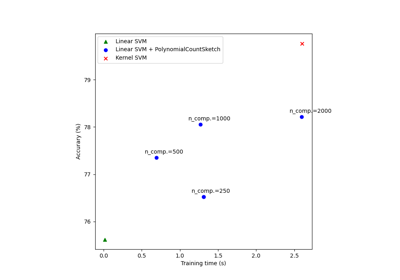 Linear SVM
Linear SVM + PolynomialCountSketch
Kernel SVM
79
n_comp.=2000
n_comp.=1000
78
n_comp.=500
77
n_comp.=250
76
Accurary (%)
0.0 0.5 1.0 1.5 2.0 2.5
Training time (s)